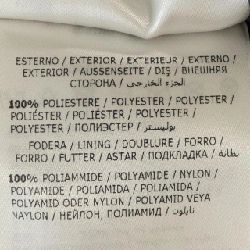 ESTERNO / EXTERIOR / EXTERIEUR / EXTERNO /
EXTERIOR / AUSSENSEITE / DIŞ / ВНЕШНЯЯ
СТОРОНА / الجزء الخارجي /
100% POLIESTERE / POLYESTER / POLYESTER /
POLIÉSTER / POLIÉSTER / POLYESTER /
POLYESTER / ПОЛИЭСТЕР / بوليستر /
FODERA / LINING / DOUBLURE / FORRO /
FORRO / FUTTER / ASTAR / ПОДКЛАДКА / بطانة /
100% POLIAMMIDE / POLYAMIDE / NYLON /
POLYAMIDE / POLIAMIDA / POLIAMIDA /
POLYAMID ODER NYLON / POLYAMID VEYA
NAYLON / НЕЙЛОН, ПОЛИАМИД / نايلون /